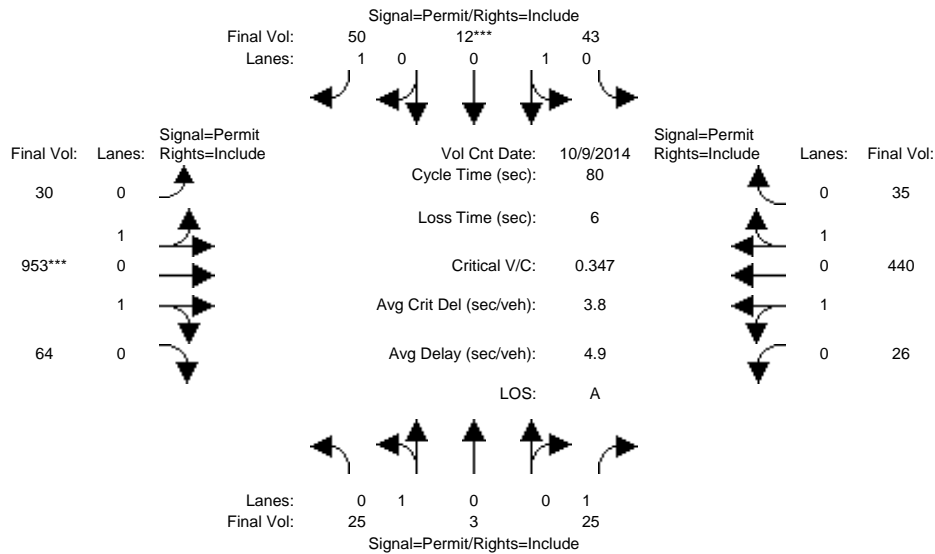 Signal=Permit/Rights=Include
Final Vol: 50 12*** 43
Lanes: 1 0 0 1 0
Signal=Permit
Final Vol: Lanes: Rights=Include
Vol Cnt Date: 10/9/2014
Signal=Permit
Rights=Include Lanes: Final Vol:
Cycle Time (sec): 80
30 0
0 35
Loss Time (sec): 6
1
1
953*** 0
Critical V/C: 0.347
0 440
1
Avg Crit Del (sec/veh): 3.8
1
64 0
Avg Delay (sec/veh): 4.9
0 26
LOS: A
Lanes: 0 1 0 0 1
Final Vol: 25 3 25
Signal=Permit/Rights=Include